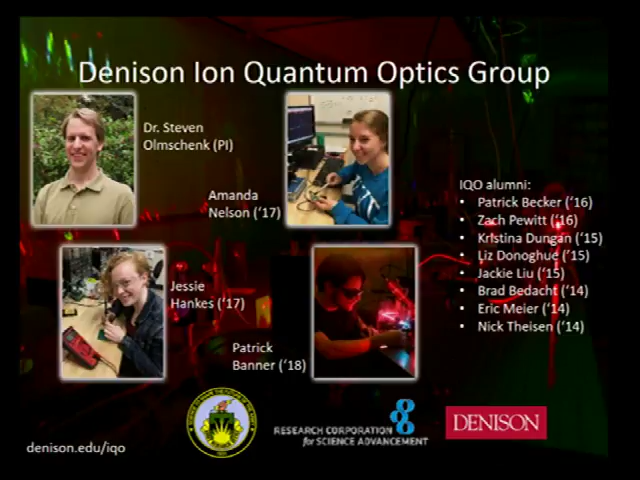 Denison Ion Quantum Optics Group
Dr. Steven
Olmschenk (PI)
Amanda
Nelson (‘17)
Jessie
Hankes (‘17)
Patrick
Banner (‘18)
IQO alumni:
• Patrick Becker (‘16)
• Zach Pewitt (‘16)
• Kristina Dungan (‘15)
• Liz Donoghue (‘15)
• Jackie Liu (‘15)
• Brad Bedacht (‘14)
• Eric Meier (‘14)
• Nick Theisen (‘14)
RESEARCH CORPORATION
for SCIENCE ADVANCEMENT
DENISON
denison.edu/iqo